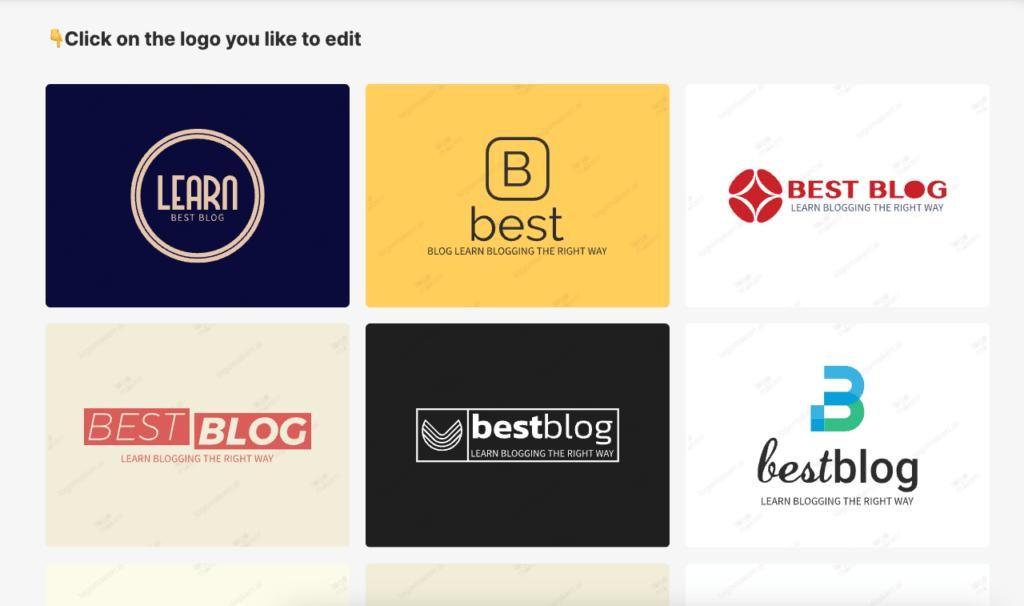 👇Click on the logo you like to edit
LEARN
BEST BLOG
B
best
BLOG LEARN BLOGGING THE RIGHT WAY
BEST BLOG
LEARN BLOGGING THE RIGHT WAY
BEST BLOG
LEARN BLOGGING THE RIGHT WAY
bestblog
LEARN BLOGGING THE RIGHT WAY
B
bestblog
LEARN BLOGGING THE RIGHT WAY